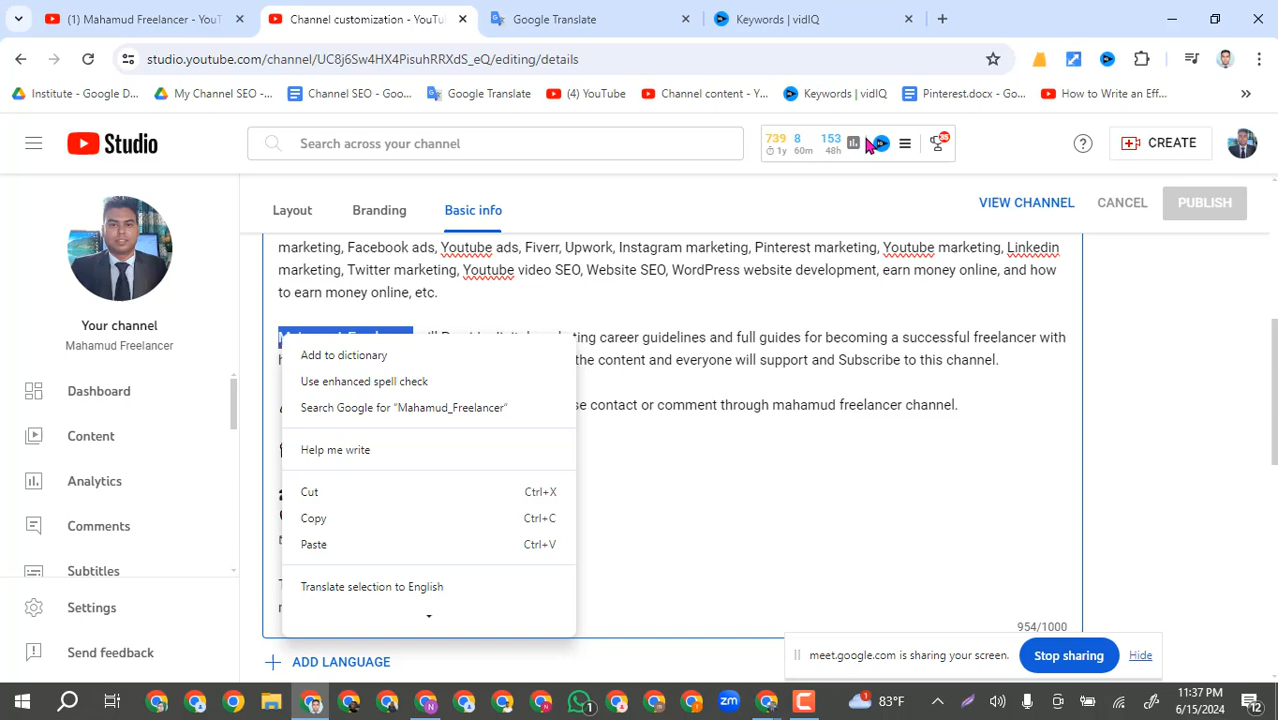 (1) Mahamud Freelancer - YouT
Channel customization - YouTu
Google Translate
Keywords | vidIQ
studio.youtube.com/channel/UC8j6Sw4HX4PisuhRRXdS_eQ/editing/details
Institute - Google D...
My Channel SEO -...
Channel SEO - Goo...
Google Translate
(4) YouTube
Channel content - Y...
Keywords | vidIQ
Pinterest.docx - Go...
How to Write an Eff...
Studio
Search across your channel
739 8 153
1y 60m 48h
CREATE
Layout
Branding
Basic info
VIEW CHANNEL
CANCEL
PUBLISH
marketing, Facebook ads, Youtube ads, Fiverr, Upwork, Instagram marketing, Pinterest marketing, Youtube marketing, Linkedin
marketing, Twitter marketing, Youtube video SEO, Website SEO, WordPress website development, earn money online, and how
to earn money online, etc.
career guidelines and full guides for becoming a successful freelancer with
the content and everyone will support and Subscribe to this channel.
contact or comment through mahamud freelancer channel.
954/1000
ADD LANGUAGE
Add to dictionary
Use enhanced spell check
Search Google for “Mahamud_Freelancer”
Help me write
Cut Ctrl+X
Copy Ctrl+C
Paste Ctrl+V
Translate selection to English
Your channel
Mahamud Freelancer
Dashboard
Content
Analytics
Comments
Subtitles
Settings
Send feedback
meet.google.com is sharing your screen.
Stop sharing
Hide
83°F
11:37 PM
6/15/2024